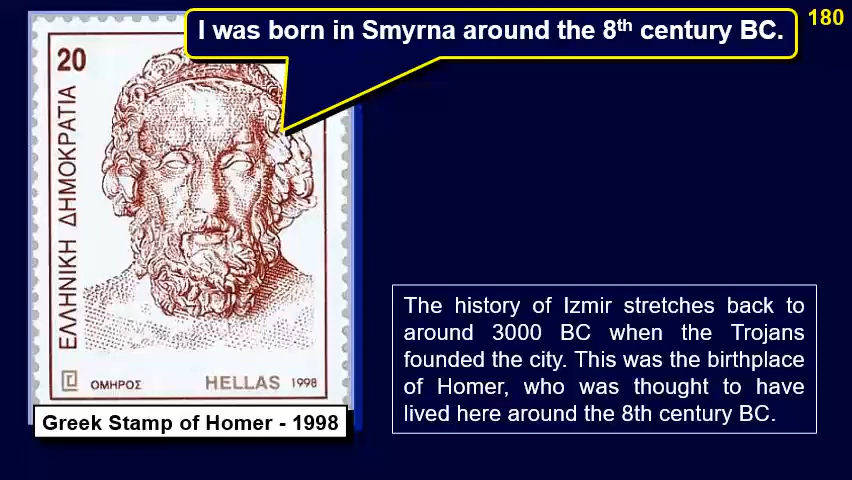 I was born in Smyrna around the 8th century BC.
180
20
ΕΛΛΗΝΙΚΗ ΔΗΜΟΚΡΑΤΙΑ
ΟΜΗΡΟΣ
HELLAS 1998
Greek Stamp of Homer - 1998
The history of Izmir stretches back to
around 3000 BC when the Trojans
founded the city. This was the birthplace
of Homer, who was thought to have
lived here around the 8th century BC.